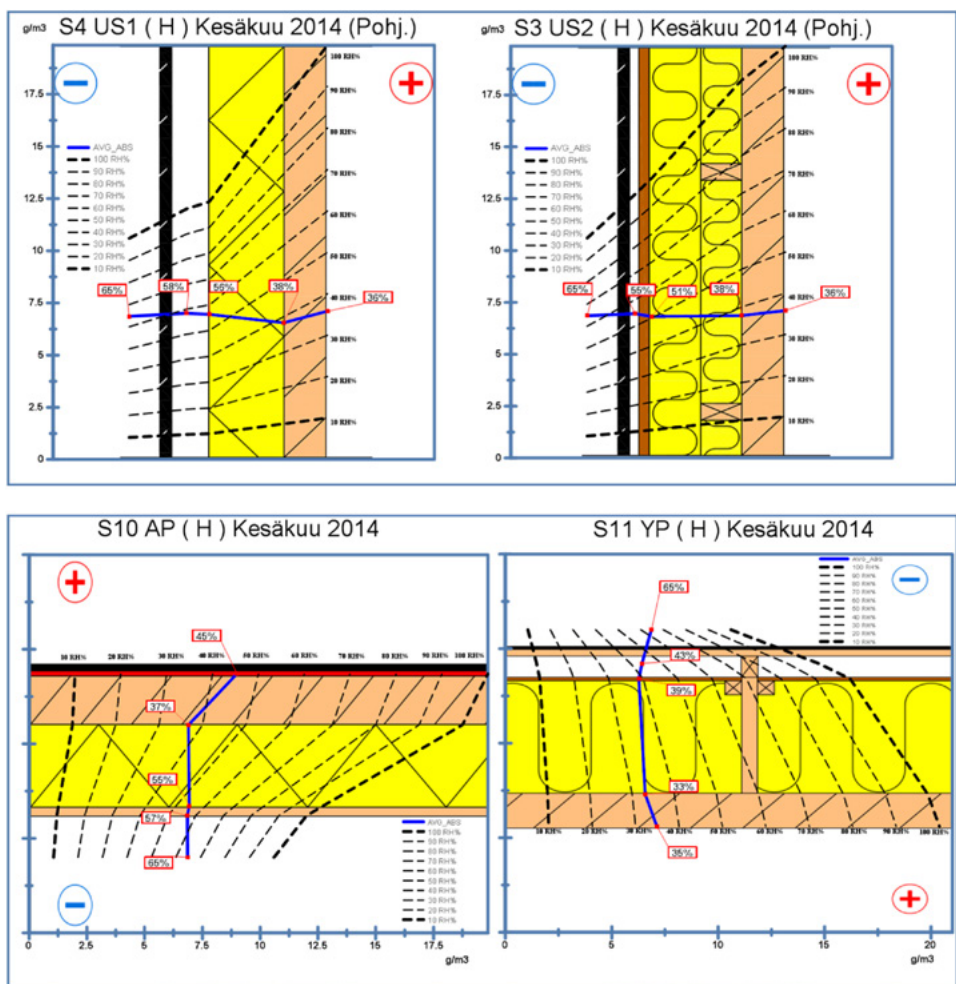 g/m3
S4 US1 ( H ) Kesäkuu 2014 (Pohj.)
17.5
15
12.5
10
7.5
5
2.5
0
AVG_ABS
100 RH%
90 RH%
80 RH%
70 RH%
60 RH%
50 RH%
40 RH%
30 RH%
20 RH%
10 RH%
65%
58%
56%
38%
36%
100 RH%
90 RH%
80 RH%
70 RH%
60 RH%
50 RH%
40 RH%
30 RH%
20 RH%
10 RH%
g/m3
S3 US2 ( H ) Kesäkuu 2014 (Pohj.)
17.5
15
12.5
10
7.5
5
2.5
0
AVG_ABS
100 RH%
90 RH%
80 RH%
70 RH%
60 RH%
50 RH%
40 RH%
30 RH%
20 RH%
10 RH%
65%
55%
51%
38%
36%
100 RH%
90 RH%
80 RH%
70 RH%
60 RH%
50 RH%
40 RH%
30 RH%
20 RH%
10 RH%
S10 AP ( H ) Kesäkuu 2014
45%
10 RH% 20 RH% 30 RH% 40 RH% 50 RH% 60 RH% 70 RH% 80 RH% 90 RH% 100 RH%
37%
55%
57%
65%
AVG_ABS
100 RH%
90 RH%
80 RH%
70 RH%
60 RH%
50 RH%
40 RH%
30 RH%
20 RH%
10 RH%
0 2.5 5 7.5 10 12.5 15 17.5
g/m3
S11 YP ( H ) Kesäkuu 2014
AVG_ABS
100 RH%
90 RH%
80 RH%
70 RH%
60 RH%
50 RH%
40 RH%
30 RH%
20 RH%
10 RH%
65%
43%
39%
33%
10 RH% 20 RH% 30 RH% 40 RH% 50 RH% 60 RH% 70 RH% 80 RH% 90 RH% 100 RH%
35%
0 5 10 15 20
g/m3